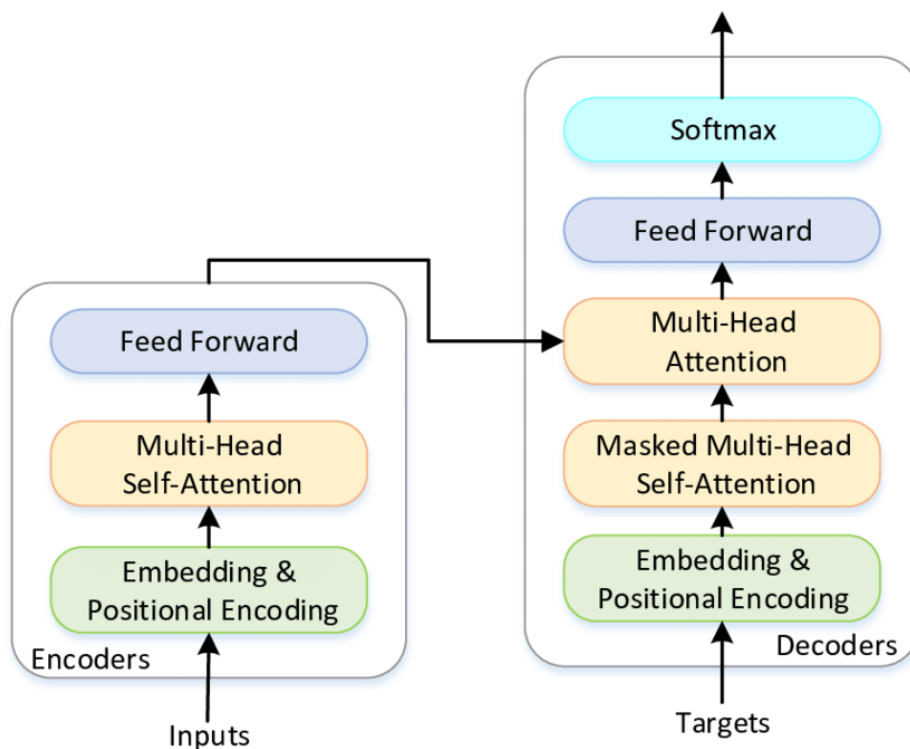 Feed Forward
Multi-Head
Self-Attention
Embedding &
Positional Encoding
Encoders
Inputs
Softmax
Feed Forward
Multi-Head
Attention
Masked Multi-Head
Self-Attention
Embedding &
Positional Encoding
Decoders
Targets